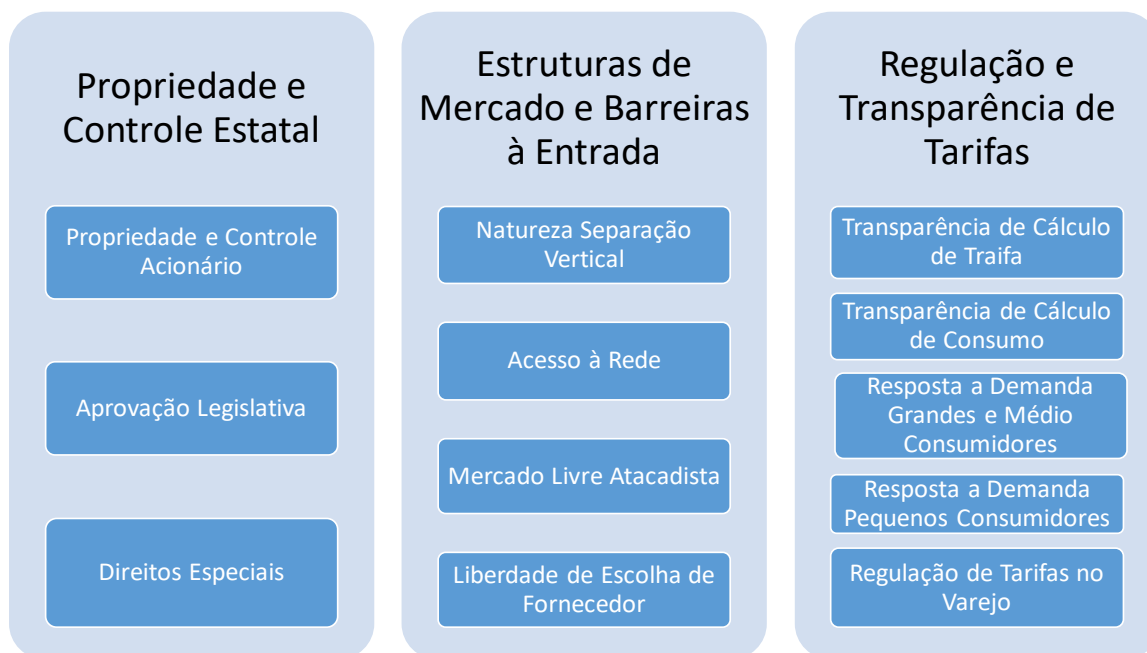 Propriedade e
Controle Estatal
Propriedade e Controle
Acionário
Aprovação Legislativa
Direitos Especiais
Estruturas de
Mercado e Barreiras
à Entrada
Natureza Separação
Vertical
Acesso à Rede
Mercado Livre Atacadista
Liberdade de Escolha de
Fornecedor
Regulação e
Transparência de
Tarifas
Transparência de Cálculo
de Traifa
Transparência de Cálculo
de Consumo
Resposta a Demanda
Grandes e Médio
Consumidores
Resposta a Demanda
Pequenos Consumidores
Regulação de Tarifas no
Varejo